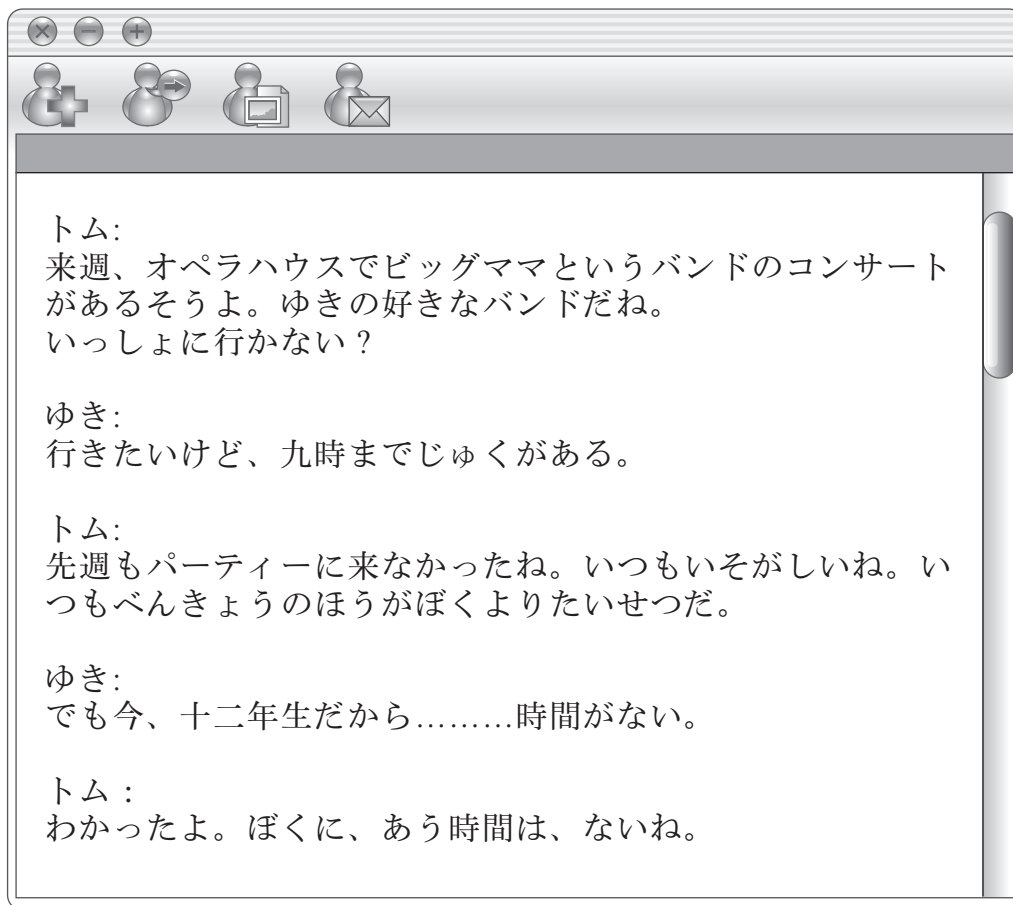 トム:
来週、オペラハウスでビッグママというバンドのコンサート
があるそうよ。ゆきの好きなバンドだね。
いっしょに行かない？
ゆき:
行きたいけど、九時までじゅくがある。
トム:
先週もパーティーに来なかったね。いつもいそがしいね。い
つもべんきょうのほうがぼくよりたいせつだ。
ゆき:
でも今、十二年生だから………時間がない。
トム：
わかったよ。ぼくに、あう時間は、ないね。